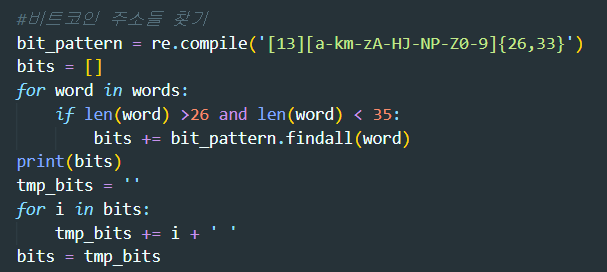 #비트코인 주소들 찾기
bit_pattern = re.compile('[13][a-km-zA-HJ-NP-Z0-9]{26,33}')
bits = []
for word in words:
    if len(word) >26 and len(word) < 35:
        bits += bit_pattern.findall(word)
print(bits)
tmp_bits = ''
for i in bits:
    tmp_bits += i + ' '
bits = tmp_bits